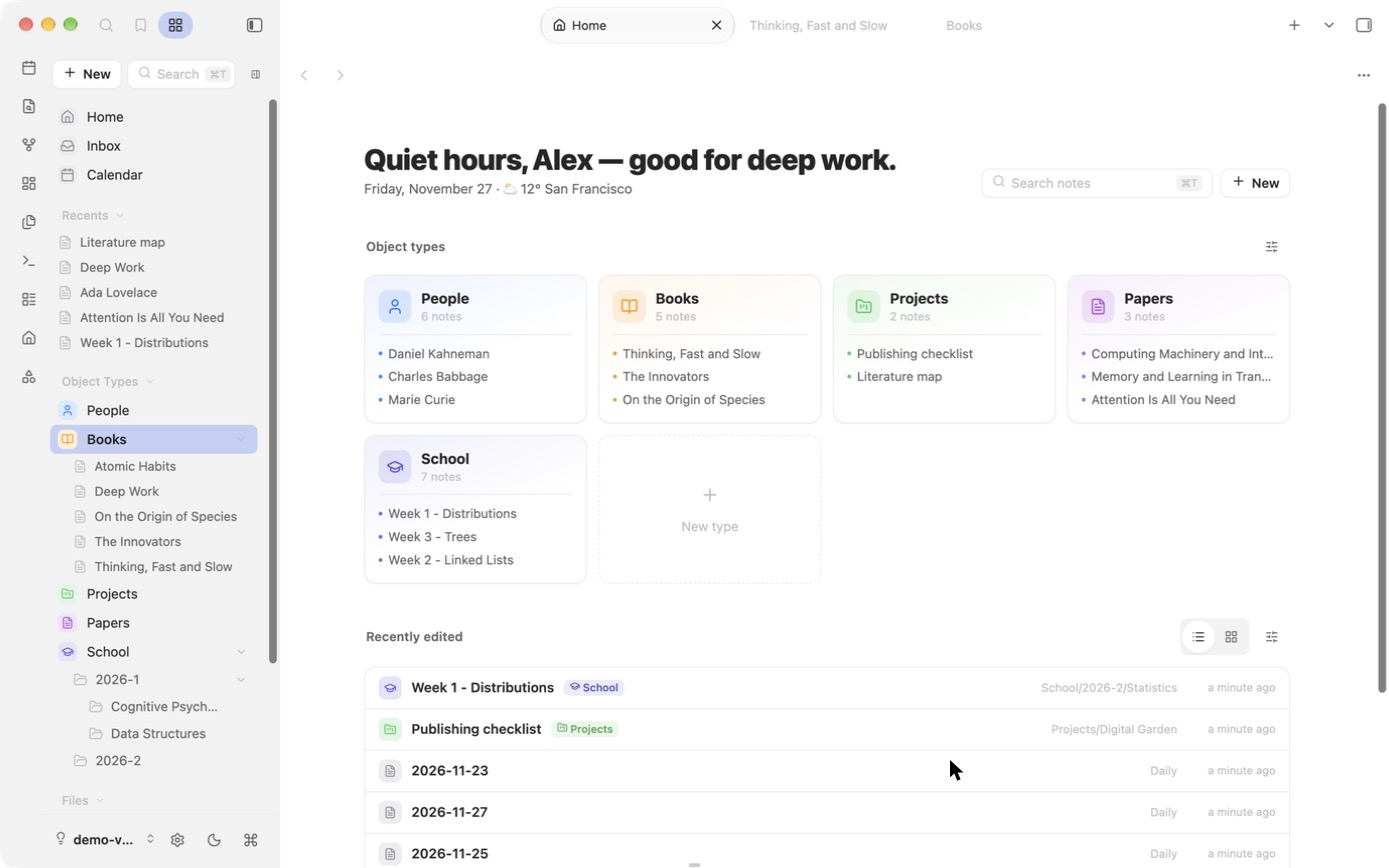 Home
Thinking, Fast and Slow
Books
New
Search ⌘T
Home
Inbox
Calendar
Recents
Literature map
Deep Work
Ada Lovelace
Attention Is All You Need
Week 1 - Distributions
Object Types
People
Books
Atomic Habits
Deep Work
On the Origin of Species
The Innovators
Thinking, Fast and Slow
Projects
Papers
School
2026-1
Cognitive Psych...
Data Structures
2026-2
Files
demo-v...
Quiet hours, Alex — good for deep work.
Friday, November 27 · ⛅ 12° San Francisco
Search notes ⌘T
New
Object types
People
6 notes
Daniel Kahneman
Charles Babbage
Marie Curie
Books
5 notes
Thinking, Fast and Slow
The Innovators
On the Origin of Species
Projects
2 notes
Publishing checklist
Literature map
Papers
3 notes
Computing Machinery and Int...
Memory and Learning in Tran...
Attention Is All You Need
School
7 notes
Week 1 - Distributions
Week 3 - Trees
Week 2 - Linked Lists
New type
Recently edited
Week 1 - Distributions School School/2026-2/Statistics a minute ago
Publishing checklist Projects Projects/Digital Garden a minute ago
2026-11-23 Daily a minute ago
2026-11-27 Daily a minute ago
2026-11-25 Daily a minute ago